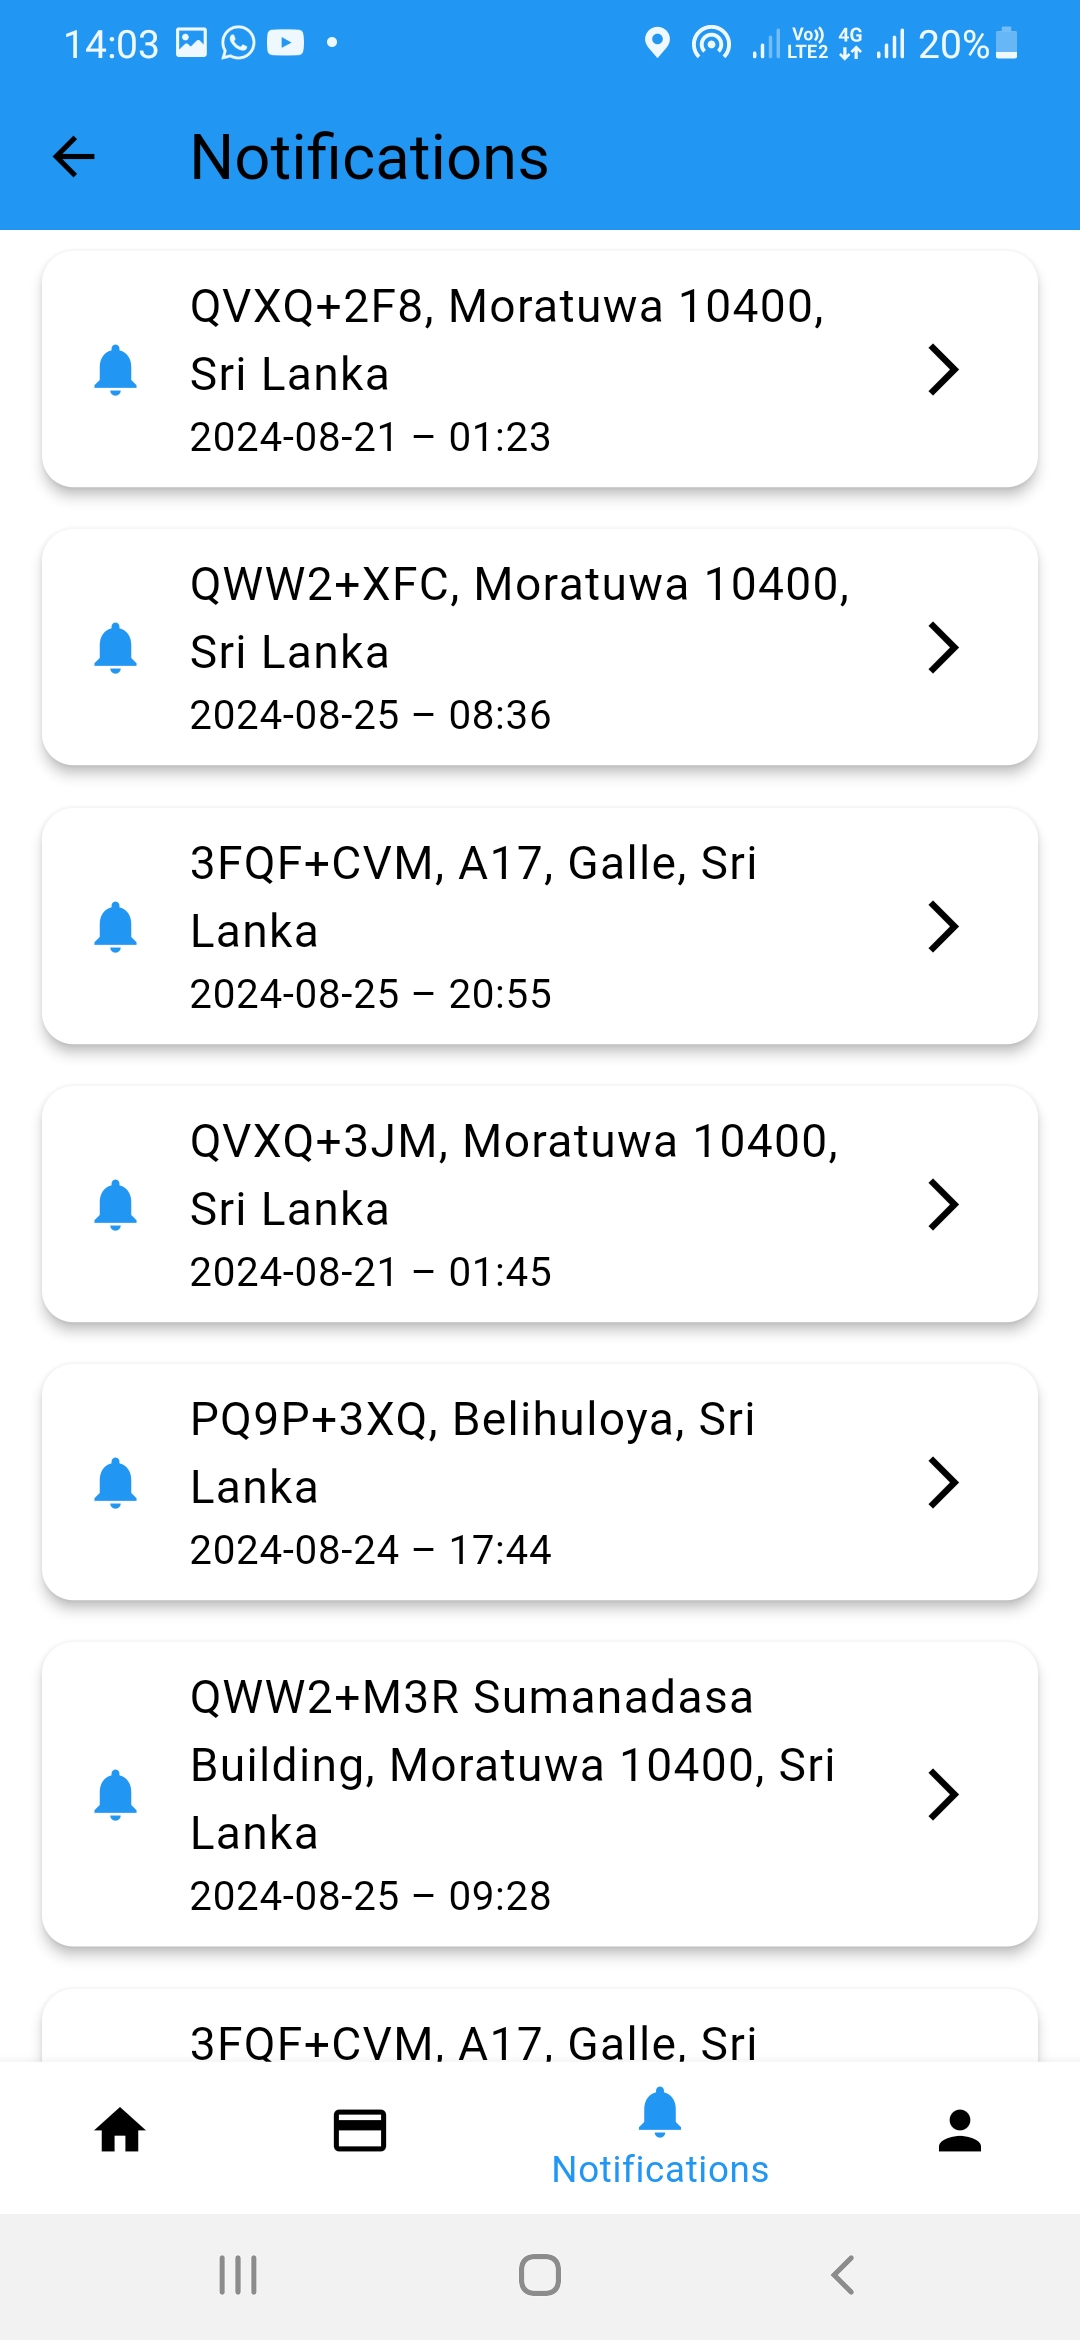 14:03
Vo)) 4G
LTE2
20%
Notifications
QVXQ+2F8, Moratuwa 10400,
Sri Lanka
2024-08-21 – 01:23
QWW2+XFC, Moratuwa 10400,
Sri Lanka
2024-08-25 – 08:36
3FQF+CVM, A17, Galle, Sri
Lanka
2024-08-25 – 20:55
QVXQ+3JM, Moratuwa 10400,
Sri Lanka
2024-08-21 – 01:45
PQ9P+3XQ, Belihuloya, Sri
Lanka
2024-08-24 – 17:44
QWW2+M3R Sumanadasa
Building, Moratuwa 10400, Sri
Lanka
2024-08-25 – 09:28
3FQF+CVM, A17, Galle, Sri
Notifications